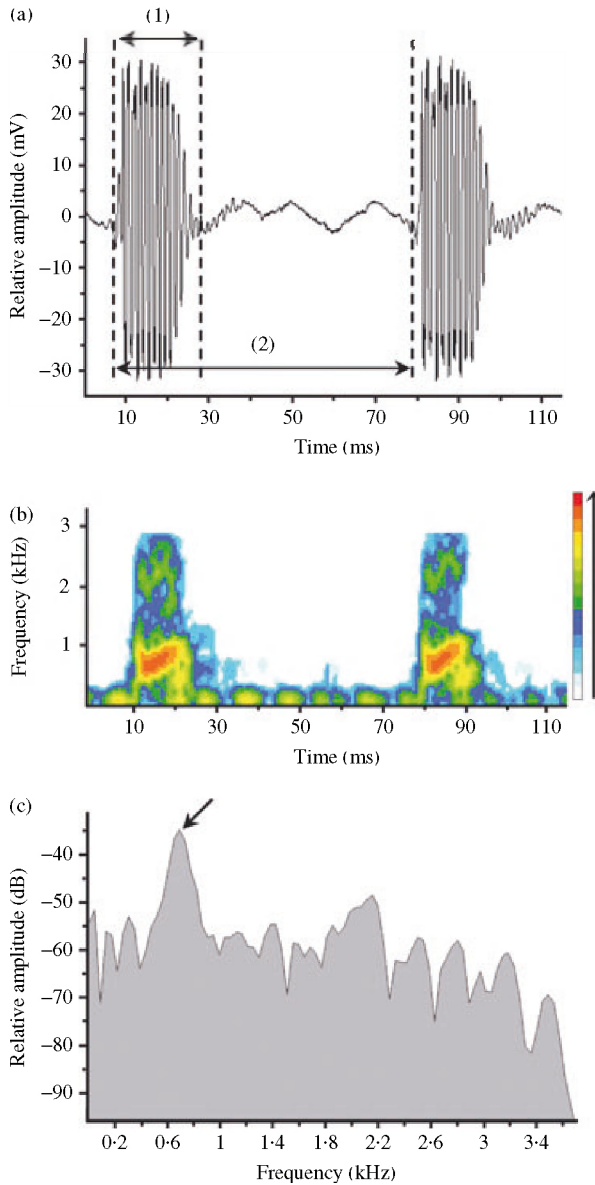 (a)
(1)
30
20
10
0
−10
−20
−30
Relative amplitude (mV)
(2)
10 30 50 70 90 110
Time (ms)
(b)
3
2
1
Frequency (kHz)
10 30 50 70 90 110
Time (ms)
(c)
−40
−50
−60
−70
−80
−90
Relative amplitude (dB)
0·2 0·6 1 1·4 1·8 2·2 2·6 3 3·4
Frequency (kHz)